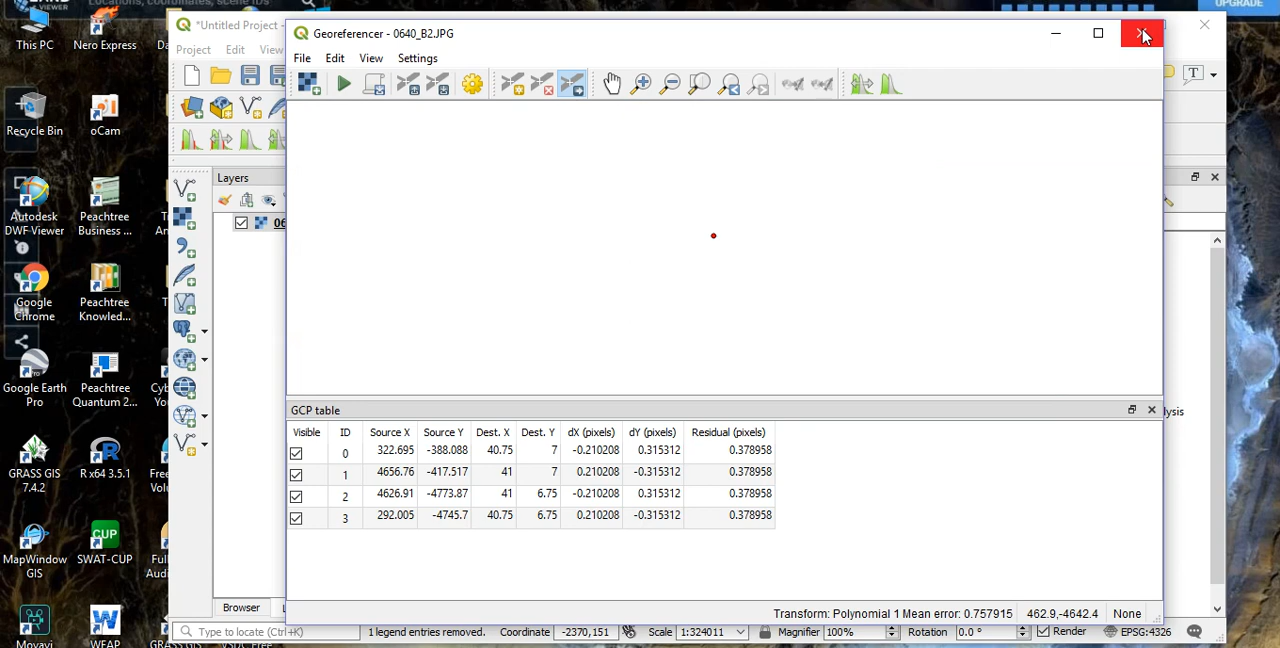 VIEWER Locations, coordinates, scene IDs
UPGRADE
This PC
Nero Express
Recycle Bin
oCam
Autodesk
DWF Viewer
Peachtree
Business ...
Google
Chrome
Peachtree
Knowled...
Google Earth
Pro
Peachtree
Quantum 2...
GRASS GIS
7.4.2
R x64 3.5.1
MapWindow
GIS
SWAT-CUP
Movavi
WEAP
GRASS GIS
*Untitled Project -
Project Edit View
Layers
Browser
Georeferencer - 0640_B2.JPG
File Edit View Settings
GCP table
Visible ID Source X Source Y Dest. X Dest. Y dX (pixels) dY (pixels) Residual (pixels)
0 322.695 -388.088 40.75 7 -0.210208 0.315312 0.378958
1 4656.76 -417.517 41 7 0.210208 -0.315312 0.378958
2 4626.91 -4773.87 41 6.75 -0.210208 0.315312 0.378958
3 292.005 -4745.7 40.75 6.75 0.210208 -0.315312 0.378958
Transform: Polynomial 1 Mean error: 0.757915 462.9,-4642.4 None
Type to locate (Ctrl+K) 1 legend entries removed. Coordinate -2370,151 Scale 1:324011 Magnifier 100% Rotation 0.0 ° Render EPSG:4326